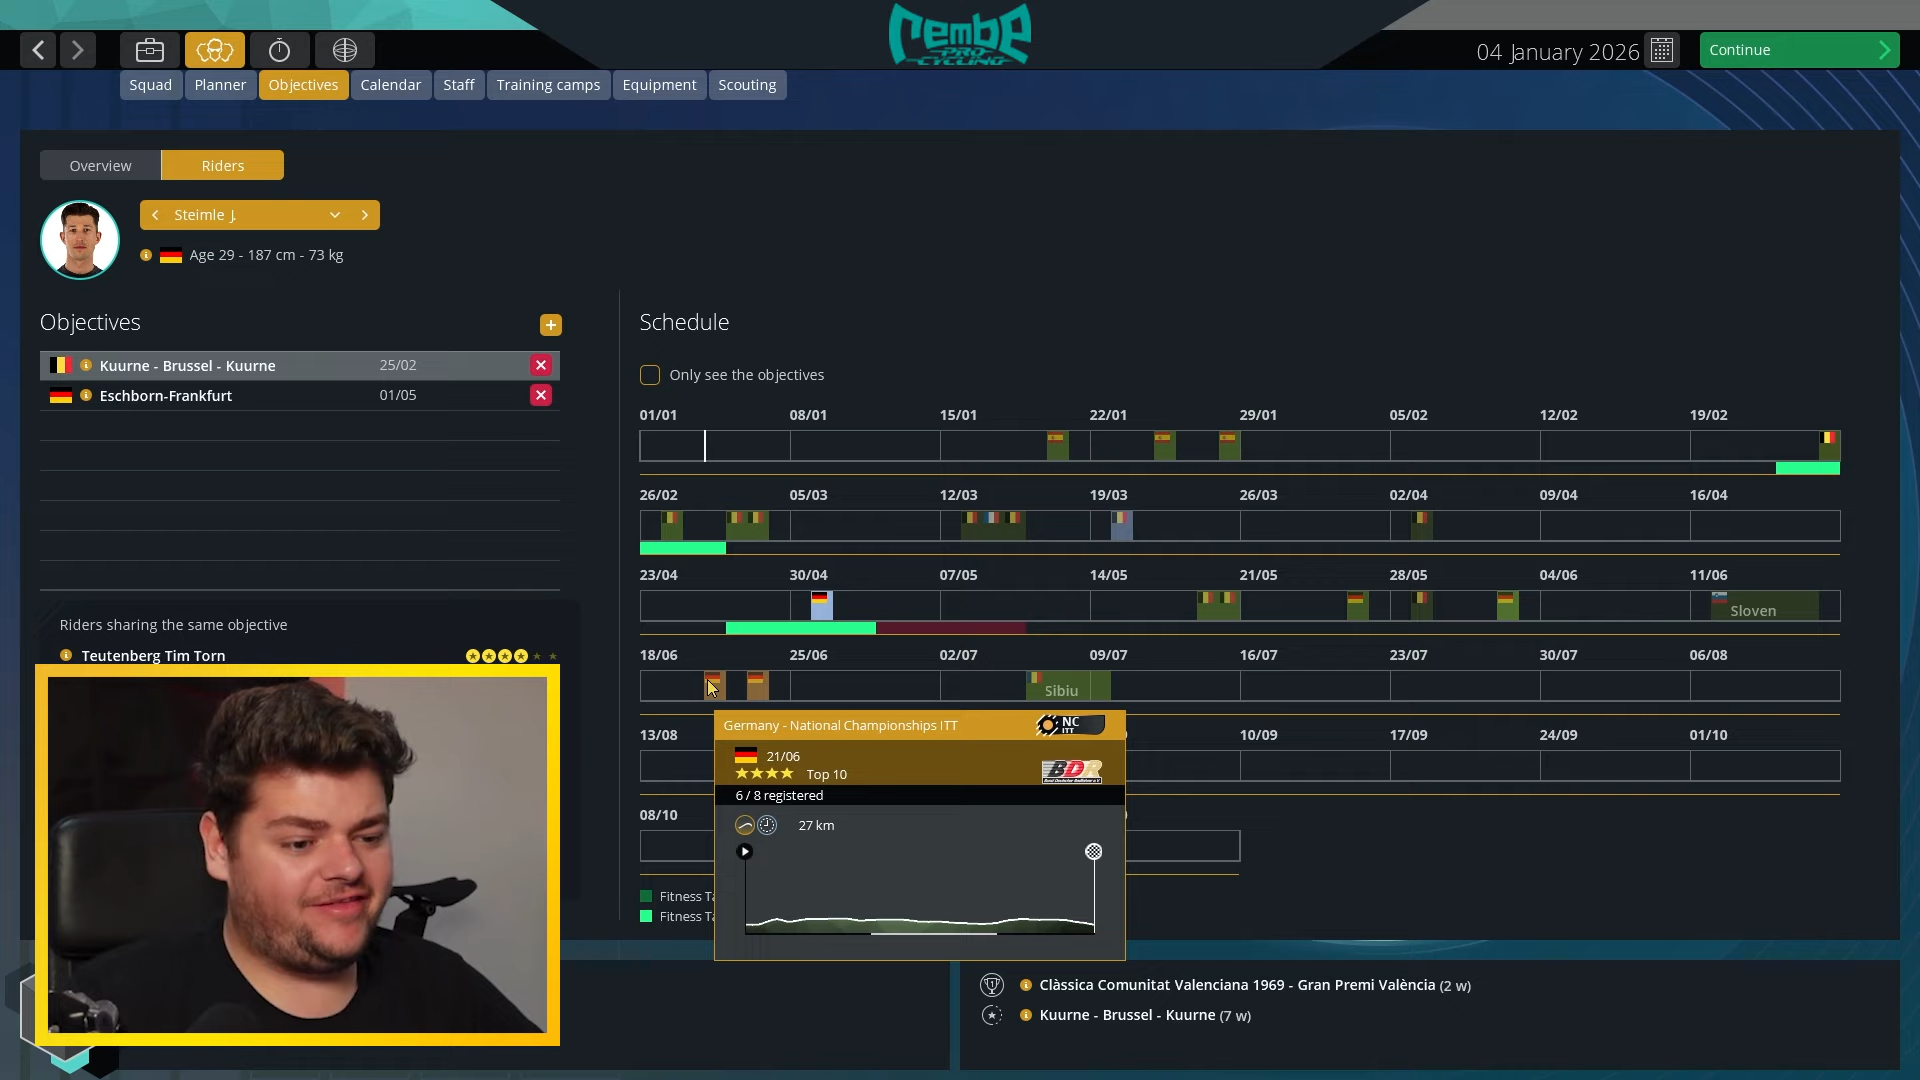 rembe
PRO
CYCLING
04 January 2026
Continue
Squad
Planner
Objectives
Calendar
Staff
Training camps
Equipment
Scouting
Overview
Riders
Steimle J.
Age 29 - 187 cm - 73 kg
Objectives
Kuurne - Brussel - Kuurne 25/02
Eschborn-Frankfurt 01/05
Riders sharing the same objective
Teutenberg Tim Torn
Schedule
Only see the objectives
01/01 08/01 15/01 22/01 29/01 05/02 12/02 19/02
26/02 05/03 12/03 19/03 26/03 02/04 09/04 16/04
23/04 30/04 07/05 14/05 21/05 28/05 04/06 11/06
Sloven
18/06 25/06 02/07 09/07 16/07 23/07 30/07 06/08
Sibiu
13/08 10/09 17/09 24/09 01/10
08/10
Germany - National Championships ITT
NC
ITT
21/06
Top 10
BDR
6 / 8 registered
27 km
Fitness
Fitness
Clàssica Comunitat Valenciana 1969 - Gran Premi València (2 w)
Kuurne - Brussel - Kuurne (7 w)